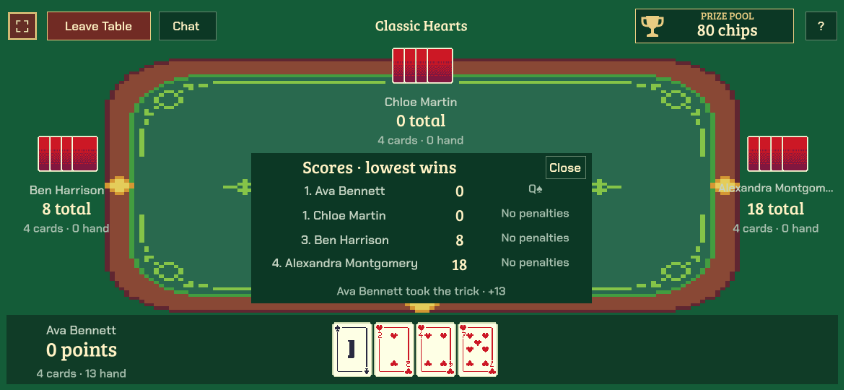 Leave Table
Chat
Classic Hearts
PRIZE POOL
80 chips
?
Chloe Martin
0 total
4 cards · 0 hand
Ben Harrison
8 total
4 cards · 0 hand
exandra Montgom...
18 total
4 cards · 0 hand
Scores · lowest wins
Close
1. Ava Bennett 0 Q♠
1. Chloe Martin 0 No penalties
3. Ben Harrison 8 No penalties
4. Alexandra Montgomery 18 No penalties
Ava Bennett took the trick · +13
Ava Bennett
0 points
4 cards · 13 hand